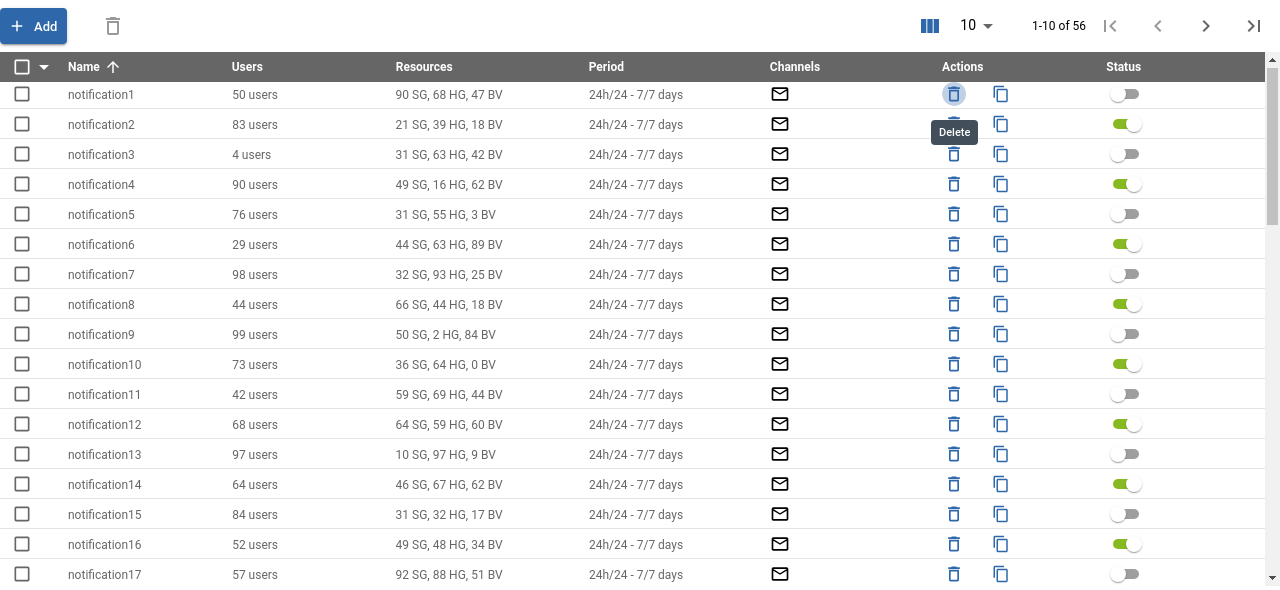 Add 10 1-10 of 56
Name Users Resources Period Channels Actions Status
notification1 50 users 90 SG, 68 HG, 47 BV 24h/24 - 7/7 days
notification2 83 users 21 SG, 39 HG, 18 BV 24h/24 - 7/7 days
Delete
notification3 4 users 31 SG, 63 HG, 42 BV 24h/24 - 7/7 days
notification4 90 users 49 SG, 16 HG, 62 BV 24h/24 - 7/7 days
notification5 76 users 31 SG, 55 HG, 3 BV 24h/24 - 7/7 days
notification6 29 users 44 SG, 63 HG, 89 BV 24h/24 - 7/7 days
notification7 98 users 32 SG, 93 HG, 25 BV 24h/24 - 7/7 days
notification8 44 users 66 SG, 44 HG, 18 BV 24h/24 - 7/7 days
notification9 99 users 50 SG, 2 HG, 84 BV 24h/24 - 7/7 days
notification10 73 users 36 SG, 64 HG, 0 BV 24h/24 - 7/7 days
notification11 42 users 59 SG, 69 HG, 44 BV 24h/24 - 7/7 days
notification12 68 users 64 SG, 59 HG, 60 BV 24h/24 - 7/7 days
notification13 97 users 10 SG, 97 HG, 9 BV 24h/24 - 7/7 days
notification14 64 users 46 SG, 67 HG, 62 BV 24h/24 - 7/7 days
notification15 84 users 31 SG, 32 HG, 17 BV 24h/24 - 7/7 days
notification16 52 users 49 SG, 48 HG, 34 BV 24h/24 - 7/7 days
notification17 57 users 92 SG, 88 HG, 51 BV 24h/24 - 7/7 days